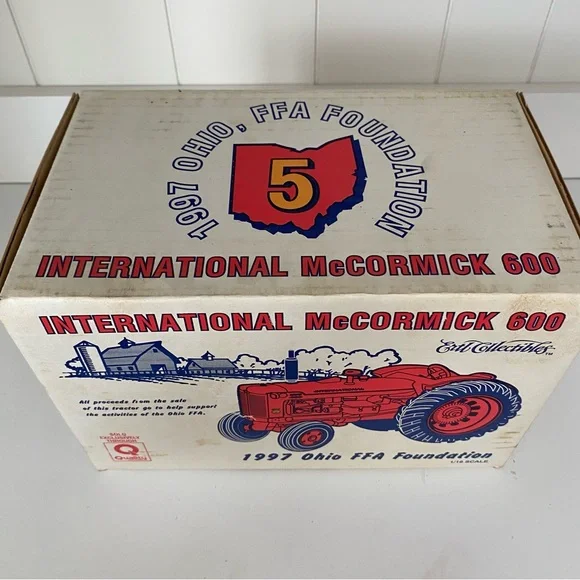 1997 OHIO, FFA FOUNDATION
5
INTERNATIONAL McCORMICK 600
INTERNATIONAL McCORMICK 600
Ertl Collectibles™
All proceeds from the sale
of this tractor go to help support
the activities of the Ohio FFA.
SOLD
EXCLUSIVELY
THROUGH
Q
Quality
1997 Ohio FFA Foundation
1/16 SCALE